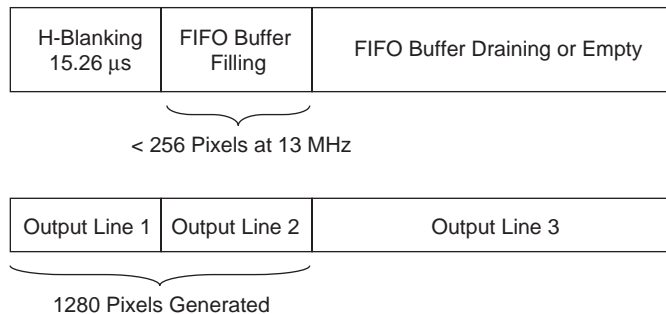 H-Blanking
15.26 μs
FIFO Buffer
Filling
FIFO Buffer Draining or Empty
< 256 Pixels at 13 MHz
Output Line 1
Output Line 2
Output Line 3
1280 Pixels Generated